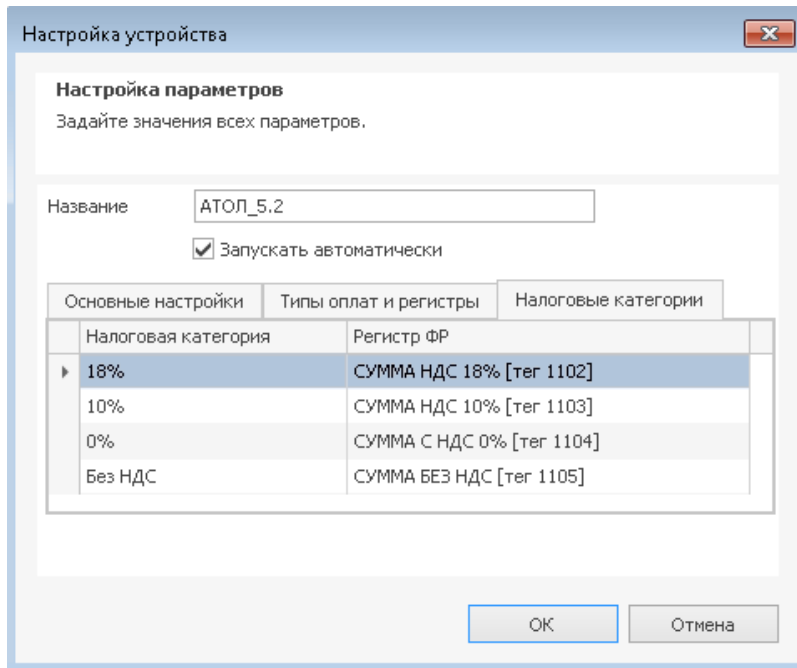 Настройка устройства
Настройка параметров
Задайте значения всех параметров.
Название АТОЛ_5.2
Запускать автоматически
Основные настройки Типы оплат и регистры Налоговые категории
Налоговая категория Регистр ФР
18% СУММА НДС 18% [тег 1102]
10% СУММА НДС 10% [тег 1103]
0% СУММА С НДС 0% [тег 1104]
Без НДС СУММА БЕЗ НДС [тег 1105]
OK Отмена